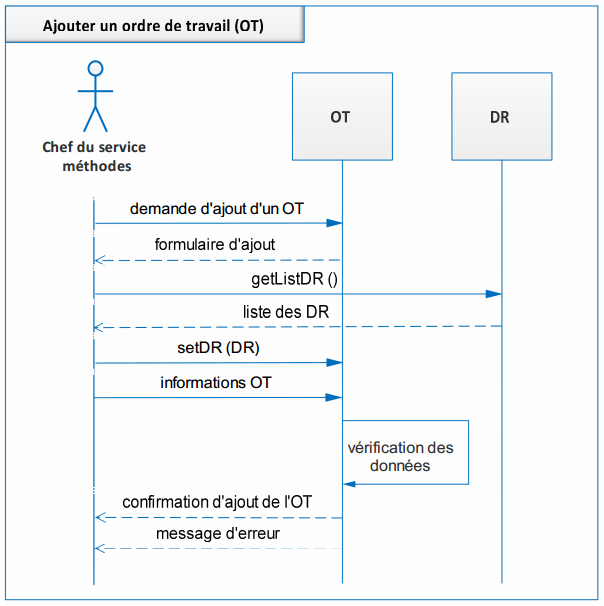 Ajouter un ordre de travail (OT)
OT
DR
Chef du service
méthodes
demande d'ajout d'un OT
formulaire d'ajout
getListDR ()
liste des DR
setDR (DR)
informations OT
vérification des
données
confirmation d'ajout de l'OT
message d'erreur